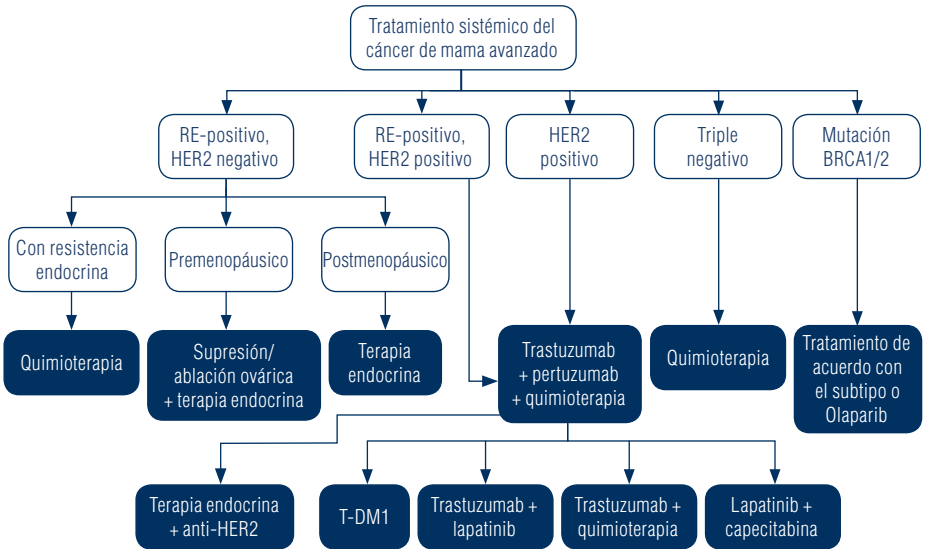 Tratamiento sistémico del
cáncer de mama avanzado
RE-positivo,
HER2 negativo
RE-positivo,
HER2 positivo
HER2
positivo
Triple
negativo
Mutación
BRCA1/2
Con resistencia
endocrina
Premenopáusico
Postmenopáusico
Quimioterapia
Supresión/
ablación ovárica
+ terapia endocrina
Terapia
endocrina
Trastuzumab
+ pertuzumab
+ quimioterapia
Quimioterapia
Tratamiento de
acuerdo con
el subtipo o
Olaparib
Terapia endocrina
+ anti-HER2
T-DM1
Trastuzumab +
lapatinib
Trastuzumab +
quimioterapia
Lapatinib +
capecitabina